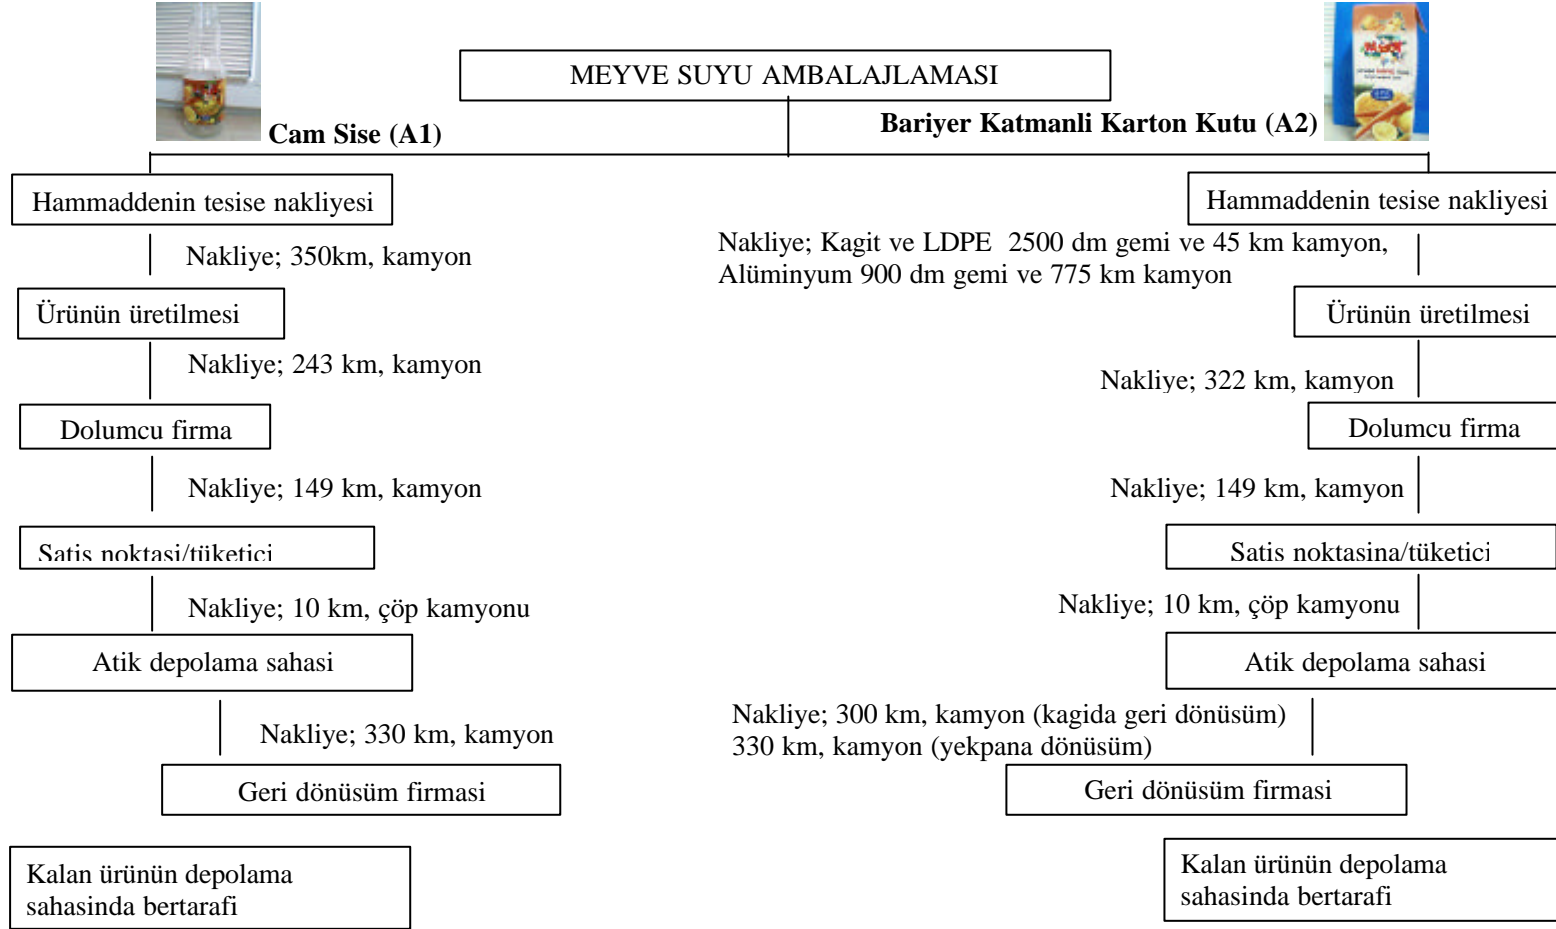 MEYVE SUYU AMBALAJLAMASI
Cam Sise (A1)
Bariyer Katmanli Karton Kutu (A2)
Hammaddenin tesise nakliyesi
Nakliye; 350km, kamyon
Ürünün üretilmesi
Nakliye; 243 km, kamyon
Dolumcu firma
Nakliye; 149 km, kamyon
Satis noktasi/tüketici
Nakliye; 10 km, çöp kamyonu
Atik depolama sahasi
Nakliye; 330 km, kamyon
Geri dönüsüm firmasi
Kalan ürünün depolama
sahasinda bertarafi
Hammaddenin tesise nakliyesi
Nakliye; Kagit ve LDPE 2500 dm gemi ve 45 km kamyon,
Alüminyum 900 dm gemi ve 775 km kamyon
Ürünün üretilmesi
Nakliye; 322 km, kamyon
Dolumcu firma
Nakliye; 149 km, kamyon
Satis noktasina/tüketici
Nakliye; 10 km, çöp kamyonu
Atik depolama sahasi
Nakliye; 300 km, kamyon (kagida geri dönüsüm)
330 km, kamyon (yekpana dönüsüm)
Geri dönüsüm firmasi
Kalan ürünün depolama
sahasinda bertarafi